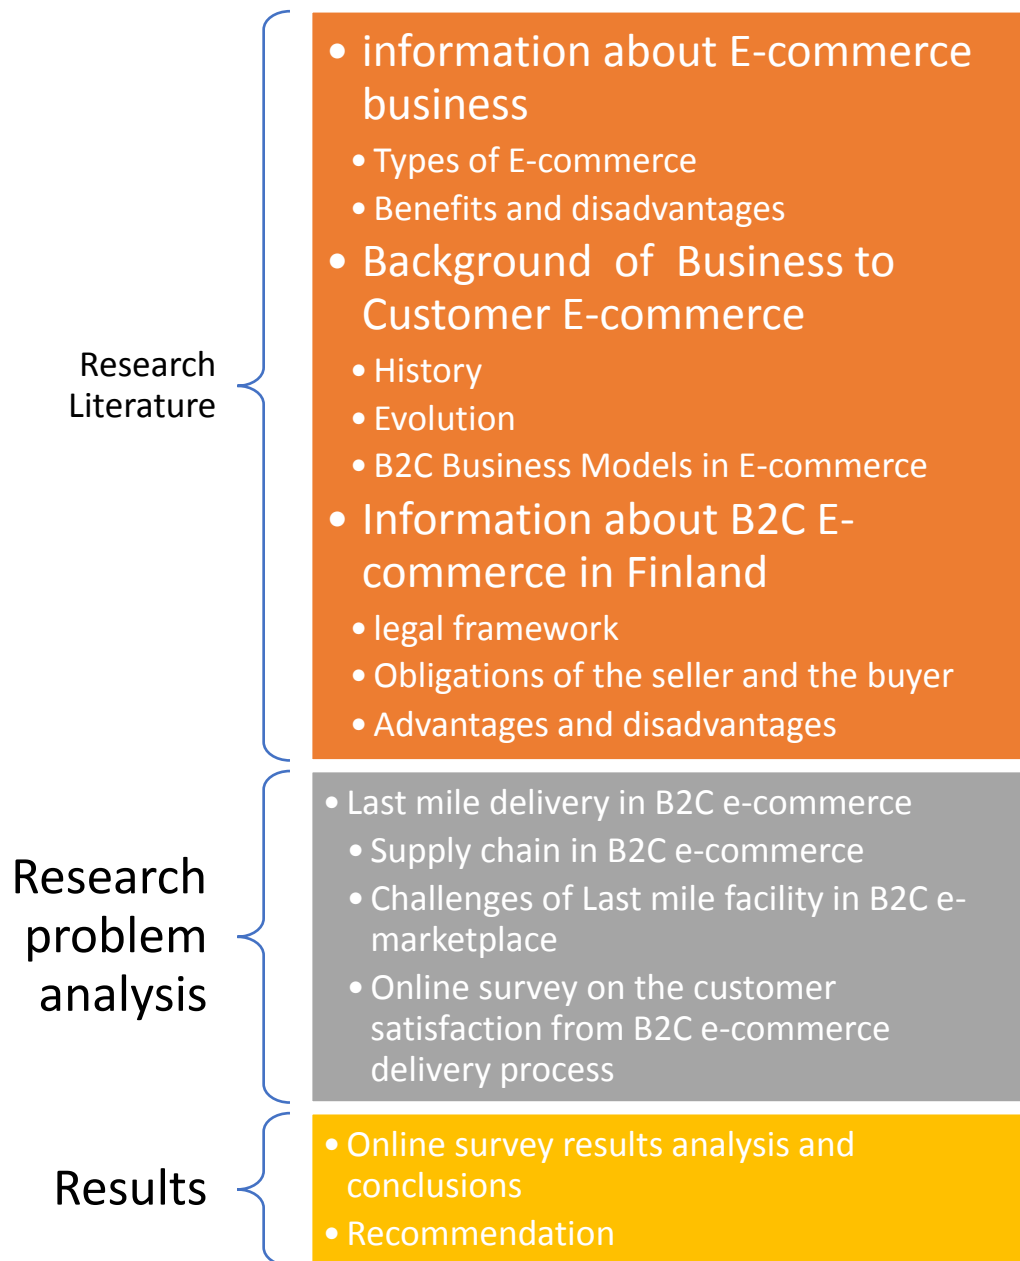 Research
Literature
• information about E-commerce
business
• Types of E-commerce
• Benefits and disadvantages
• Background of Business to
Customer E-commerce
• History
• Evolution
• B2C Business Models in E-commerce
• Information about B2C E-
commerce in Finland
• legal framework
• Obligations of the seller and the buyer
• Advantages and disadvantages
Research
problem
analysis
• Last mile delivery in B2C e-commerce
• Supply chain in B2C e-commerce
• Challenges of Last mile facility in B2C e-
marketplace
• Online survey on the customer
satisfaction from B2C e-commerce
delivery process
Results
• Online survey results analysis and
conclusions
• Recommendation